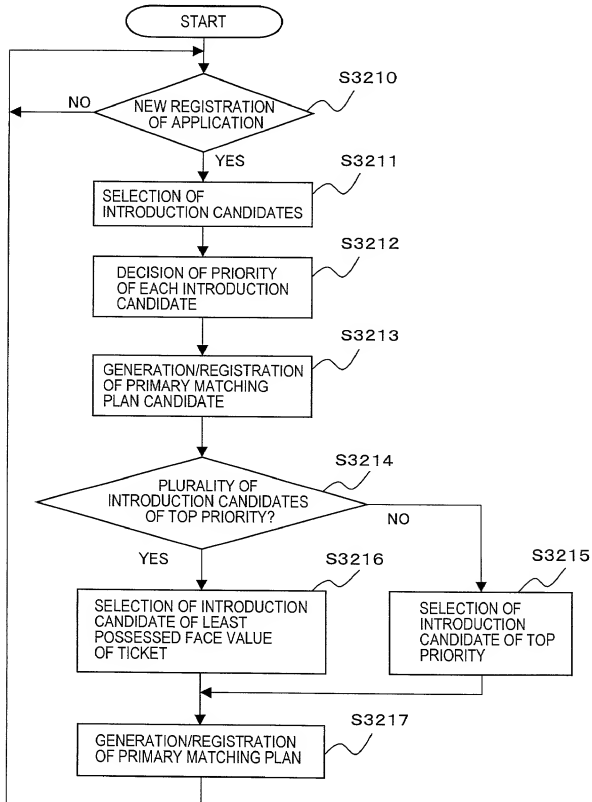 START
S3210
NO
NEW REGISTRATION
OF APPLICATION
YES
S3211
SELECTION OF
INTRODUCTION CANDIDATES
S3212
DECISION OF PRIORITY
OF EACH INTRODUCTION
CANDIDATE
S3213
GENERATION/REGISTRATION
OF PRIMARY MATCHING
PLAN CANDIDATE
S3214
PLURALITY OF
INTRODUCTION CANDIDATES
OF TOP PRIORITY?
NO
YES
S3216
SELECTION OF INTRODUCTION
CANDIDATE OF LEAST
POSSESSED FACE VALUE
OF TICKET
S3215
SELECTION OF
INTRODUCTION
CANDIDATE OF TOP
PRIORITY
S3217
GENERATION/REGISTRATION
OF PRIMARY MATCHING PLAN